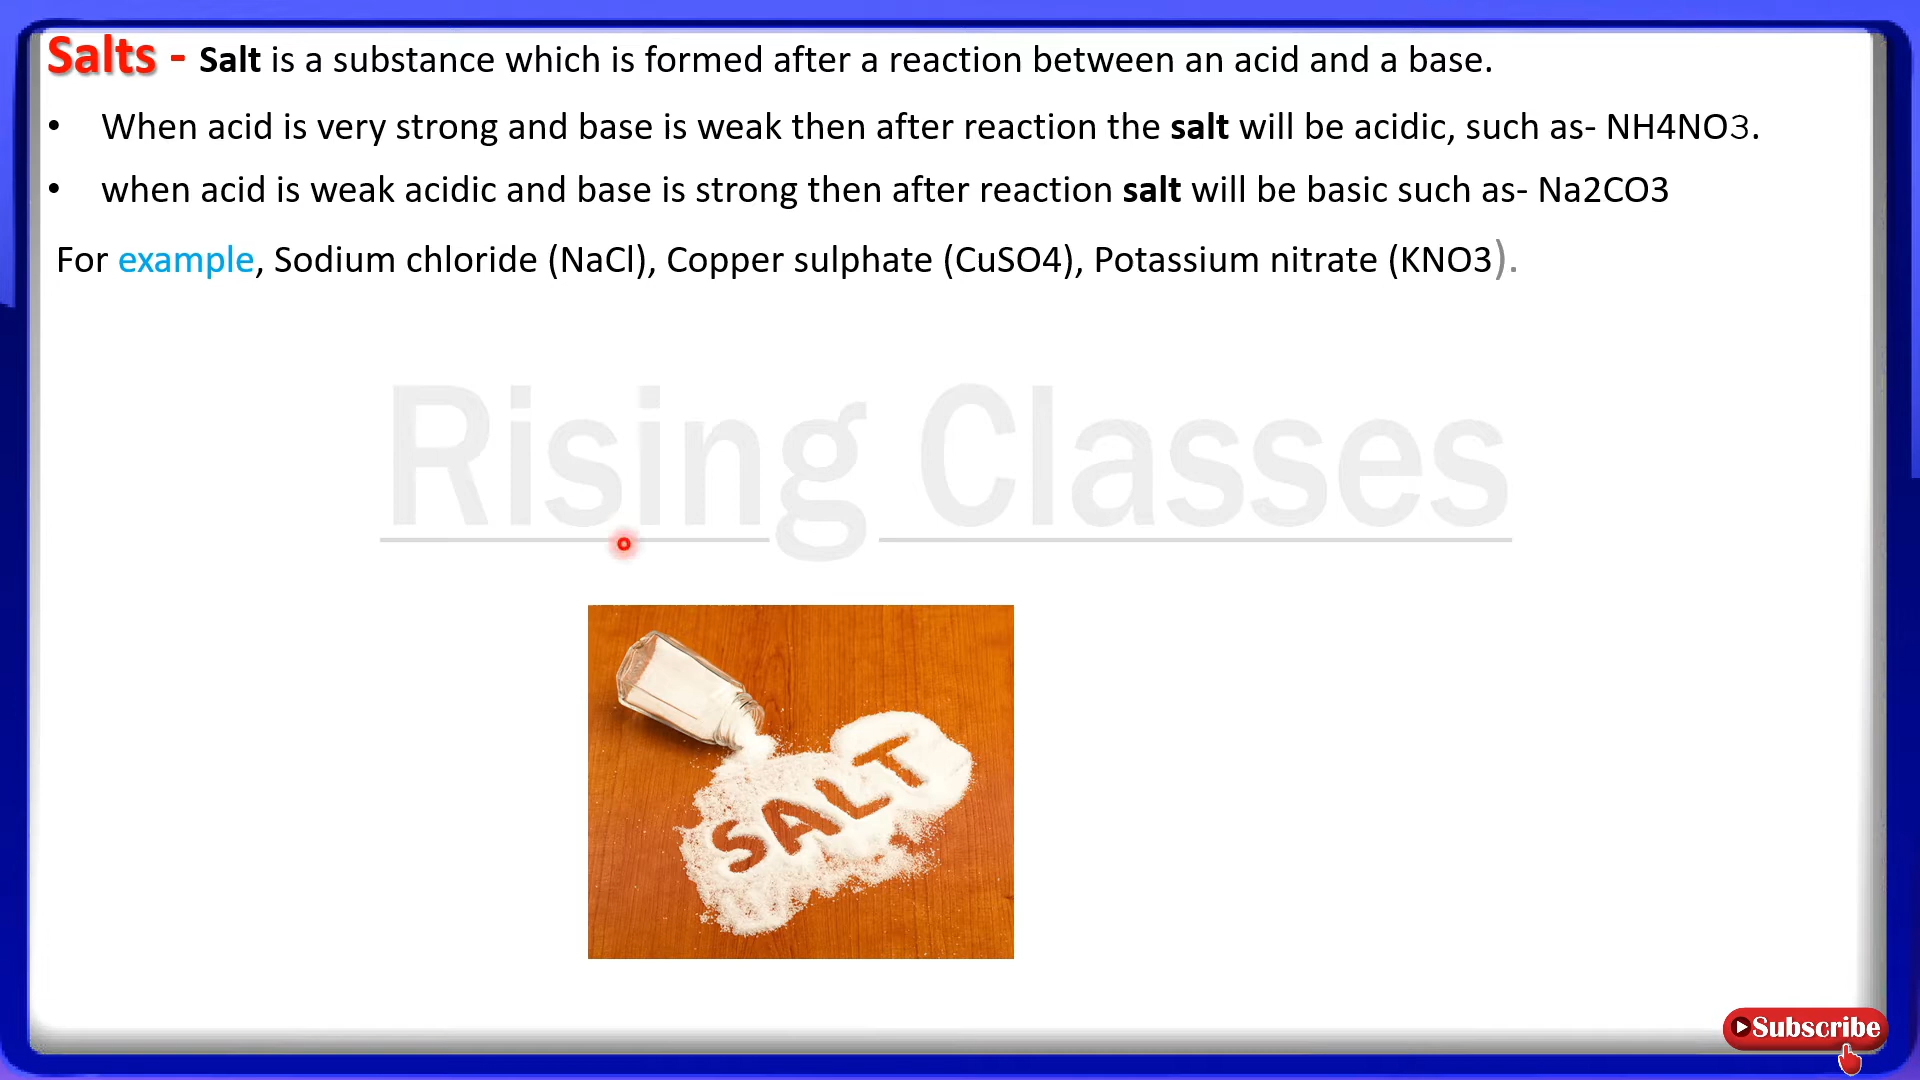 Salts - Salt is a substance which is formed after a reaction between an acid and a base.
• When acid is very strong and base is weak then after reaction the salt will be acidic, such as- NH4NO3.
• when acid is weak acidic and base is strong then after reaction salt will be basic such as- Na2CO3
For example, Sodium chloride (NaCl), Copper sulphate (CuSO4), Potassium nitrate (KNO3).
Rising Classes
SALT
Subscribe